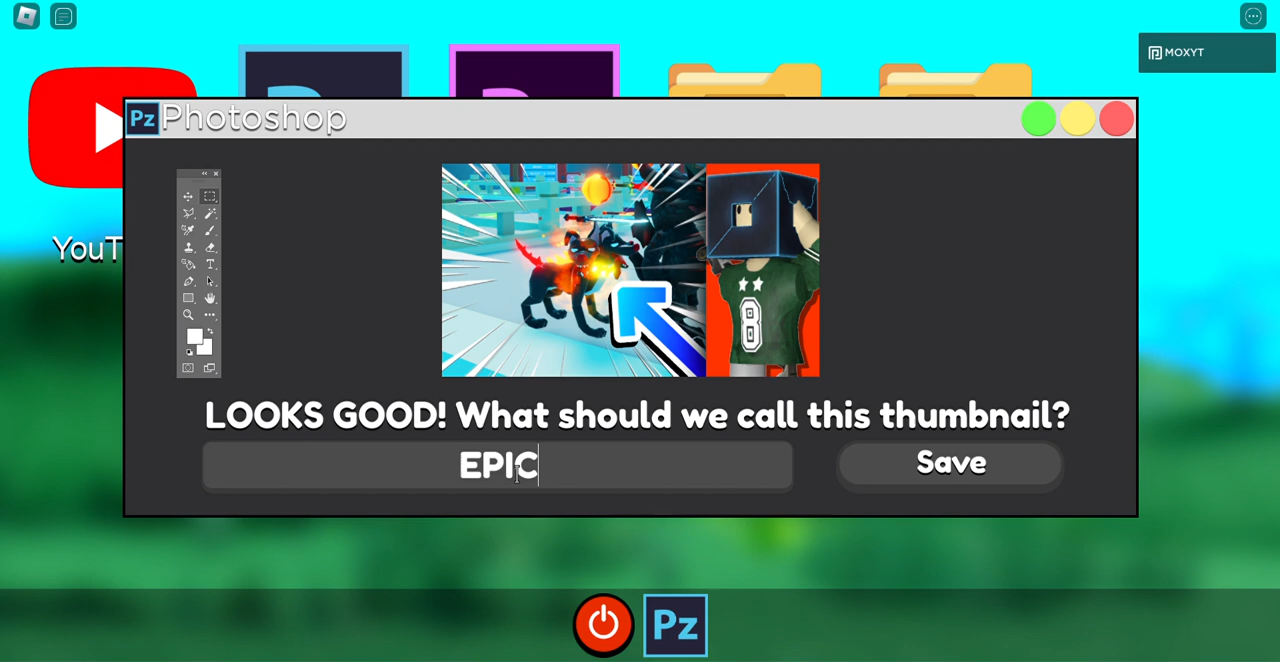 MOXYT
Pz Photoshop
YouT
8
LOOKS GOOD! What should we call this thumbnail?
EPIC
Save
Pz